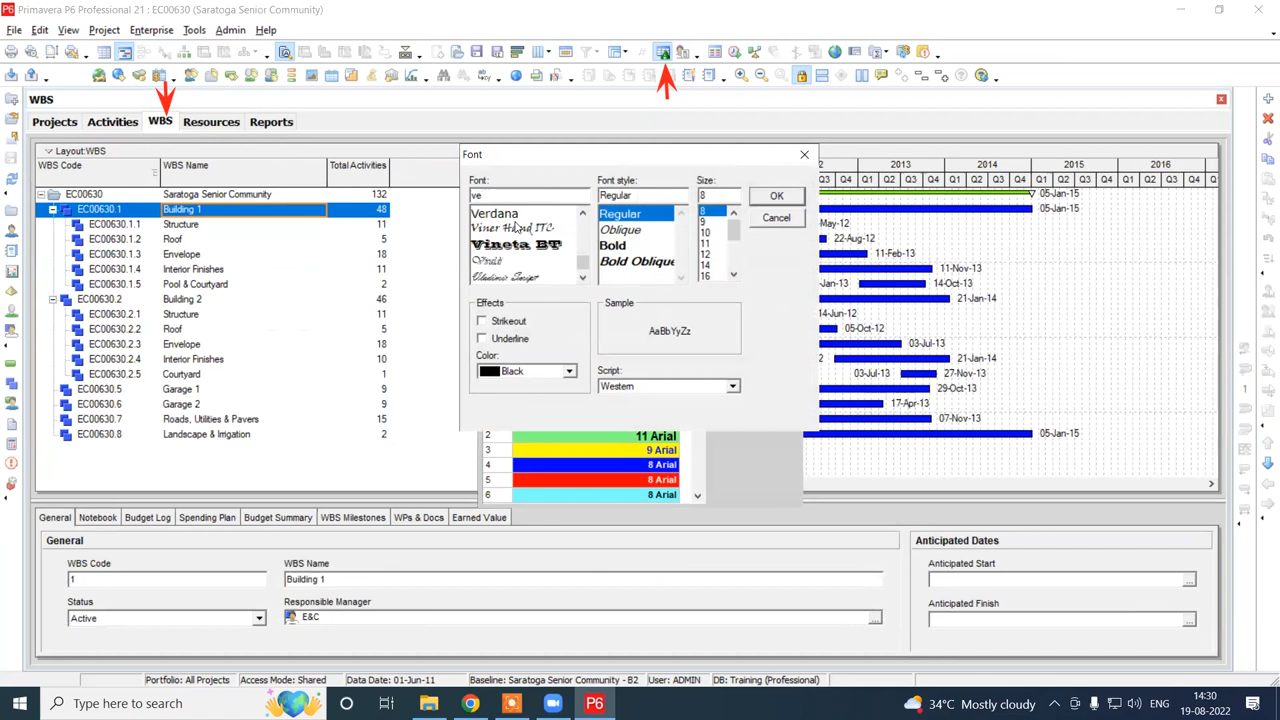 P6 Primavera P6 Professional 21 : EC00630 (Saratoga Senior Community)
File Edit View Project Enterprise Tools Admin Help
WBS
Projects Activities WBS Resources Reports
Layout:WBS
WBS Code WBS Name Total Activities
EC00630 Saratoga Senior Community 132
EC00630.1 Building 1 48
EC00630.1.1 Structure 11
EC00630.1.2 Roof 5
EC00630.1.3 Envelope 18
EC00630.1.4 Interior Finishes 10
EC00630.1.5 Pool & Courtyard 2
EC00630.2 Building 2 46
EC00630.2.1 Structure 11
EC00630.2.2 Roof 5
EC00630.2.3 Envelope 18
EC00630.2.4 Interior Finishes 10
EC00630.2.5 Courtyard 1
EC00630.5 Garage 1 9
EC00630.6 Garage 2 9
EC00630.7 Roads, Utilities & Pavers 15
EC00630.8 Landscape & Irrigation 2
Font
Font: Font style: Size:
ve Regular 8
OK
Cancel
Verdana
Viner Hand ITC
Vineta BT
Vivaldi
Vladimir Script
Regular
Oblique
Bold
Bold Oblique
8
9
10
11
12
14
16
Effects
Strikeout
Underline
Color:
Black
Sample
AaBbYyZz
Script:
Western
2 11 Arial
3 9 Arial
4 8 Arial
5 8 Arial
6 8 Arial
2 2013 2014 2015 2016
Q3 Q4 Q1 Q2 Q3 Q4 Q1 Q2 Q3 Q4 Q1 Q2 Q3 Q4 Q1 Q2 Q3 Q4
05-Jan-15
May-12
22-Aug-12
11-Feb-13
11-Nov-13
-Jan-13 14-Oct-13
21-Jan-14
14-Jun-12
05-Oct-12
03-Jul-13
2 21-Jan-14
03-Jul-13 27-Nov-13
29-Oct-13
17-Apr-13
07-Nov-13
05-Jan-15
General Notebook Budget Log Spending Plan Budget Summary WBS Milestones WPs & Docs Earned Value
General
WBS Code WBS Name
1 Building 1
Status Responsible Manager
Active E&C
Anticipated Dates
Anticipated Start
Anticipated Finish
Portfolio: All Projects Access Mode: Shared Data Date: 01-Jun-11 Baseline: Saratoga Senior Community - B2 User: ADMIN DB: Training (Professional)
Type here to search
P6
34°C Mostly cloudy
ENG
14:30
19-08-2022